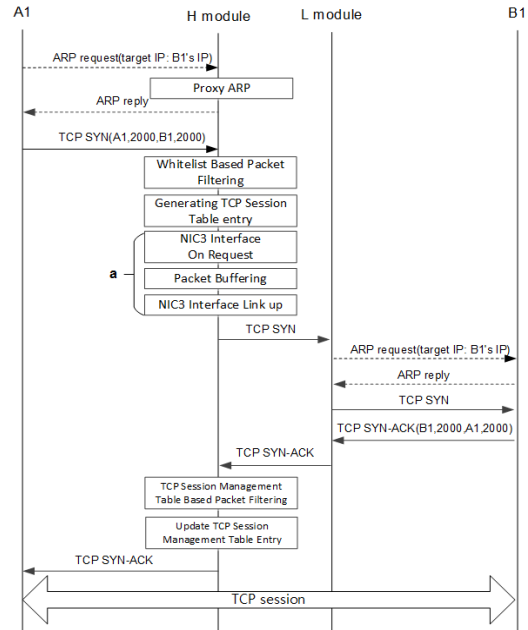 A1
H module
L module
B1
ARP request(target IP: B1's IP)
Proxy ARP
ARP reply
TCP SYN(A1,2000,B1,2000)
Whitelist Based Packet
Filtering
Generating TCP Session
Table entry
a
NIC3 Interface
On Request
Packet Buffering
NIC3 Interface Link up
TCP SYN
ARP request(target IP: B1's IP)
ARP reply
TCP SYN
TCP SYN-ACK(B1,2000,A1,2000)
TCP SYN-ACK
TCP Session Management
Table Based Packet Filtering
Update TCP Session
Management Table Entry
TCP SYN-ACK
TCP session